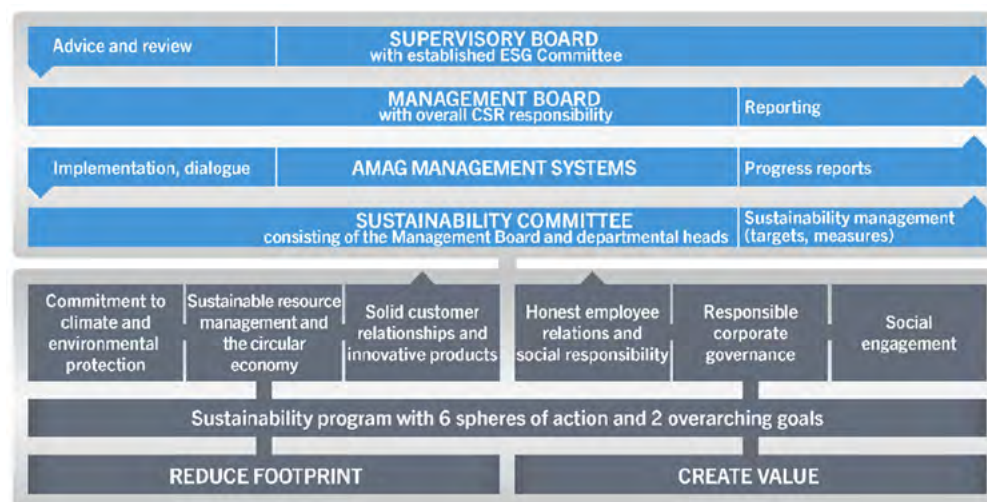 Advice and review
SUPERVISORY BOARD
with established ESG Committee
MANAGEMENT BOARD
with overall CSR responsibility
Reporting
Implementation, dialogue
AMAG MANAGEMENT SYSTEMS
Progress reports
SUSTAINABILITY COMMITTEE
consisting of the Management Board and departmental heads
Sustainability management
(targets, measures)
Commitment to
climate and
environmental
protection
Sustainable resource
management and
the circular
economy
Solid customer
relationships and
innovative products
Honest employee
relations and
social responsibility
Responsible
corporate
governance
Social
engagement
Sustainability program with 6 spheres of action and 2 overarching goals
REDUCE FOOTPRINT
CREATE VALUE